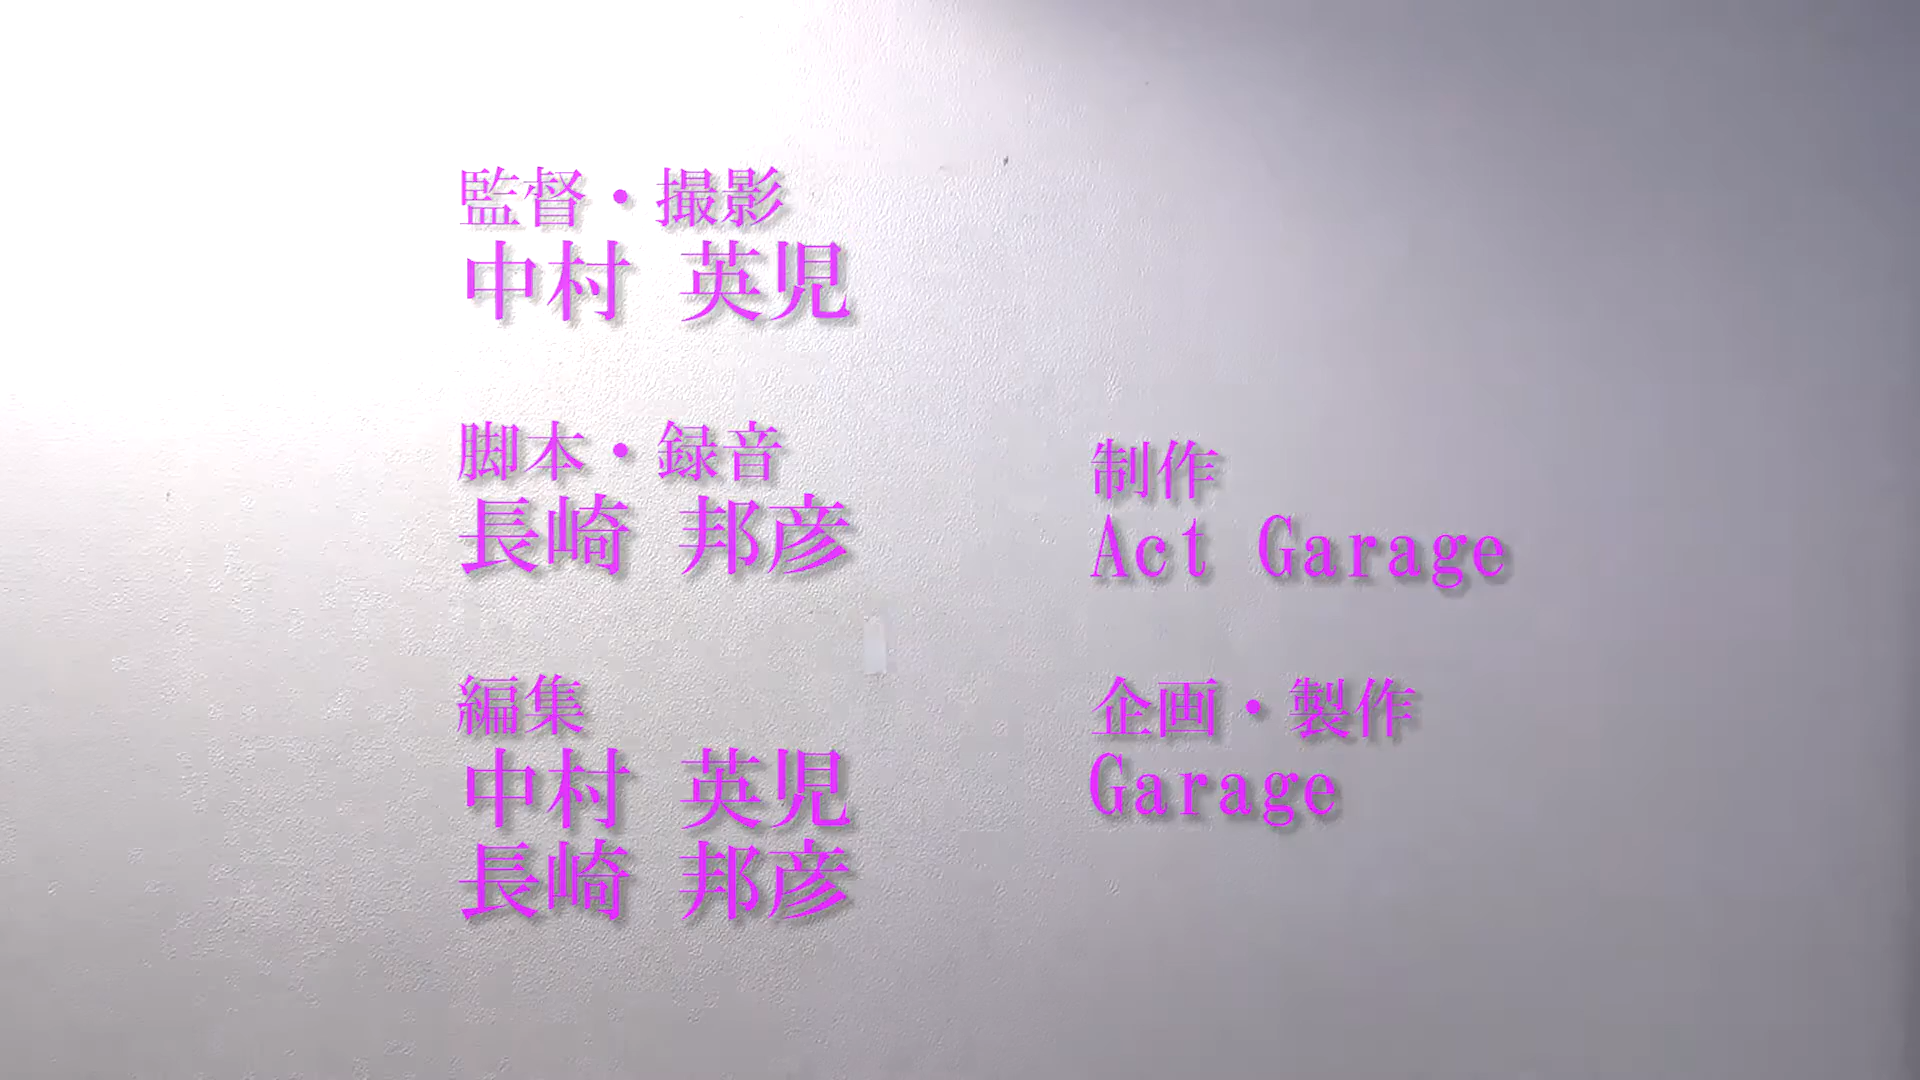 監督・撮影
中村 英児
脚本・録音
長崎 邦彦
編集
中村 英児
長崎 邦彦
制作
Act Garage
企画・製作
Garage